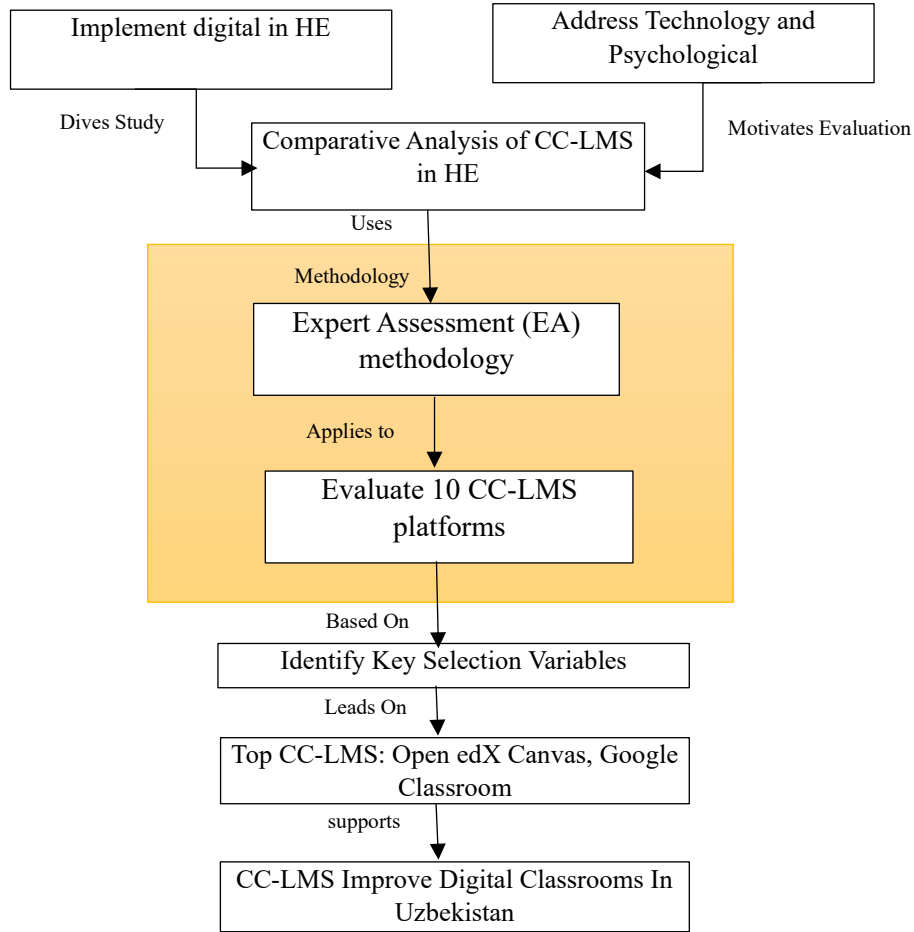 Implement digital in HE
Address Technology and
Psychological
Dives Study
Motivates Evaluation
Comparative Analysis of CC-LMS
in HE
Uses
Methodology
Expert Assessment (EA)
methodology
Applies to
Evaluate 10 CC-LMS
platforms
Based On
Identify Key Selection Variables
Leads On
Top CC-LMS: Open edX Canvas, Google
Classroom
supports
CC-LMS Improve Digital Classrooms In
Uzbekistan